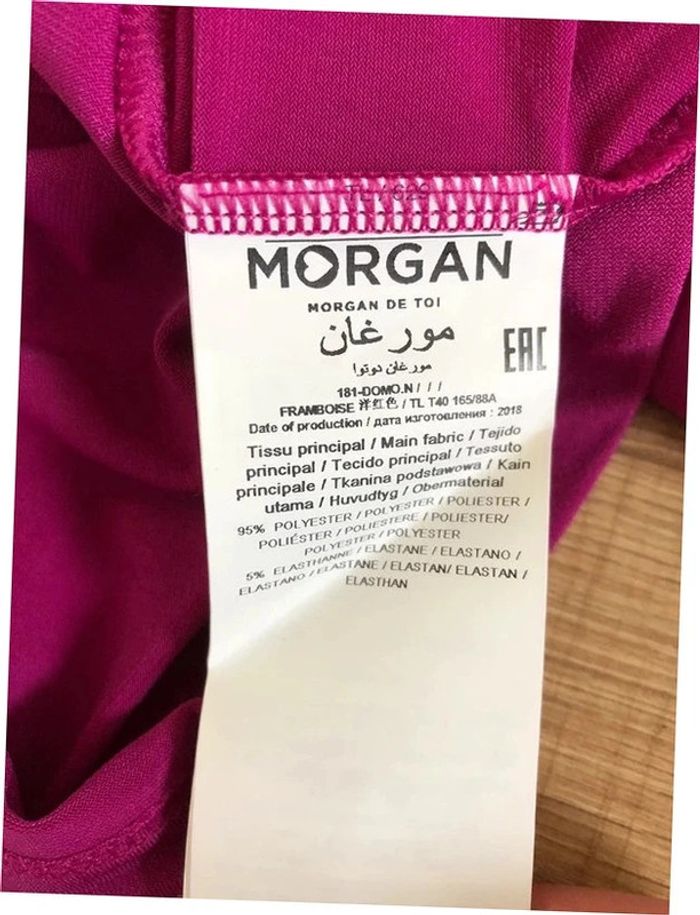 MORGAN
MORGAN DE TOI
مورغان
مورغان دوتوا
EAC
181-DOMO.N / / /
FRAMBOISE 洋红色 / TL T40 165/88A
Date of production / дата изготовления : 2018
Tissu principal / Main fabric / Tejido
principal / Tecido principal / Tessuto
principale / Tkanina podstawowa / Kain
utama / Huvudtyg / Obermaterial
95% POLYESTER / POLYESTER / POLIESTER /
POLIÉSTER / POLIESTERE / POLIESTER/
POLYESTER / POLYESTER
5% ELASTHANNE / ELASTANE / ELASTANO /
ELASTANO / ELASTANE / ELASTAN/ ELASTAN /
ELASTHAN